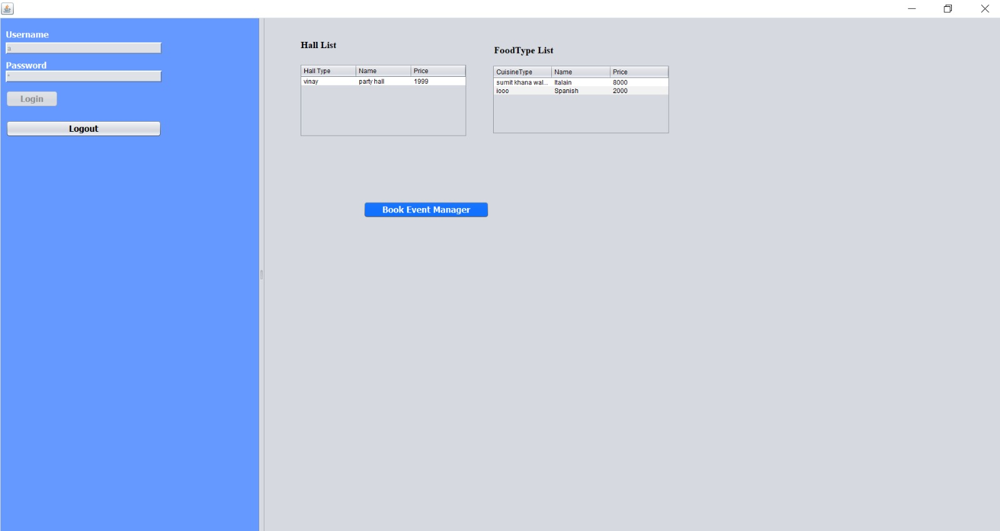 Username
a
Password
*
Login
Logout
Hall List
Hall Type Name Price
vinay party hall 1999
FoodType List
CuisineType Name Price
sumit khana wal... Italain 8000
iooo Spanish 2000
Book Event Manager